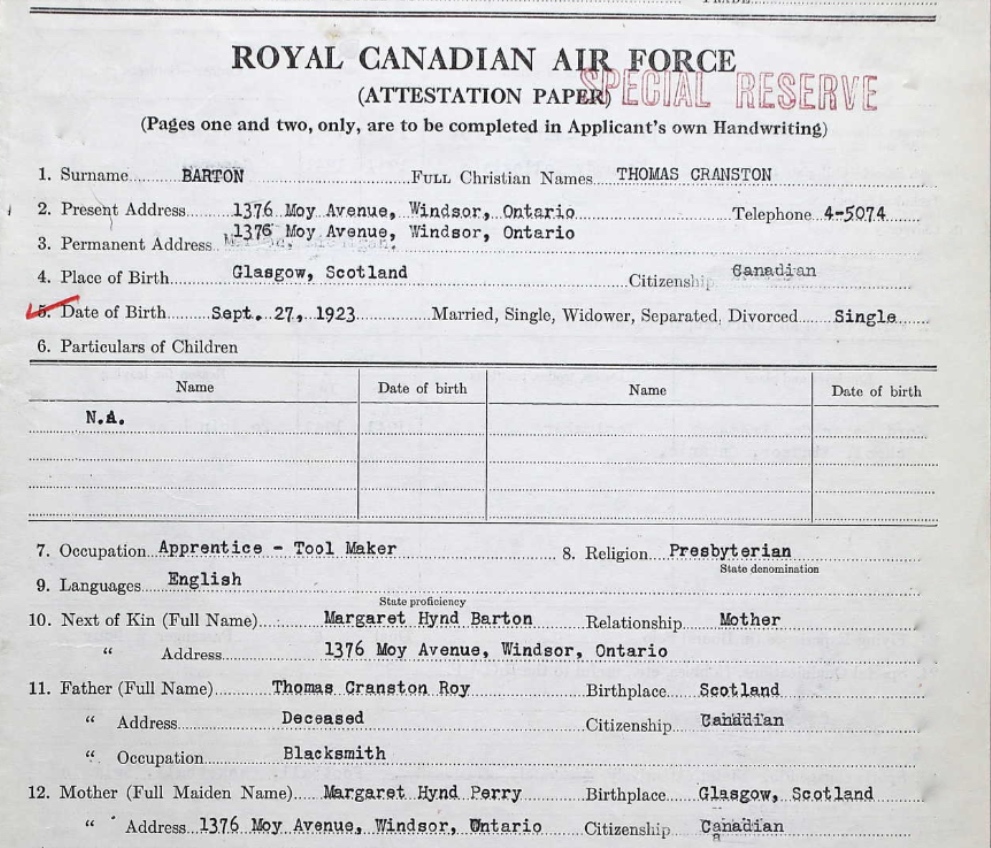 ROYAL CANADIAN AIR FORCE
SPECIAL RESERVE
(ATTESTATION PAPER)
(Pages one and two, only, are to be completed in Applicant's own Handwriting)
1. Surname BARTON FULL Christian Names THOMAS CRANSTON
2. Present Address 1376 Moy Avenue, Windsor, Ontario Telephone 4-5074
3. Permanent Address 1376 Moy Avenue, Windsor, Ontario
4. Place of Birth Glasgow, Scotland Citizenship Canadian
5. Date of Birth Sept. 27, 1923 Married, Single, Widower, Separated, Divorced Single
6. Particulars of Children
Name Date of birth Name Date of birth
N.A.
7. Occupation Apprentice - Tool Maker 8. Religion Presbyterian
State denomination
9. Languages English
State proficiency
10. Next of Kin (Full Name) Margaret Hynd Barton Relationship Mother
" Address 1376 Moy Avenue, Windsor, Ontario
11. Father (Full Name) Thomas Cranston Roy Birthplace Scotland
" Address Deceased Citizenship Canadian
" Occupation Blacksmith
12. Mother (Full Maiden Name) Margaret Hynd Perry Birthplace Glasgow, Scotland
" Address 1376 Moy Avenue, Windsor, Ontario Citizenship Canadian